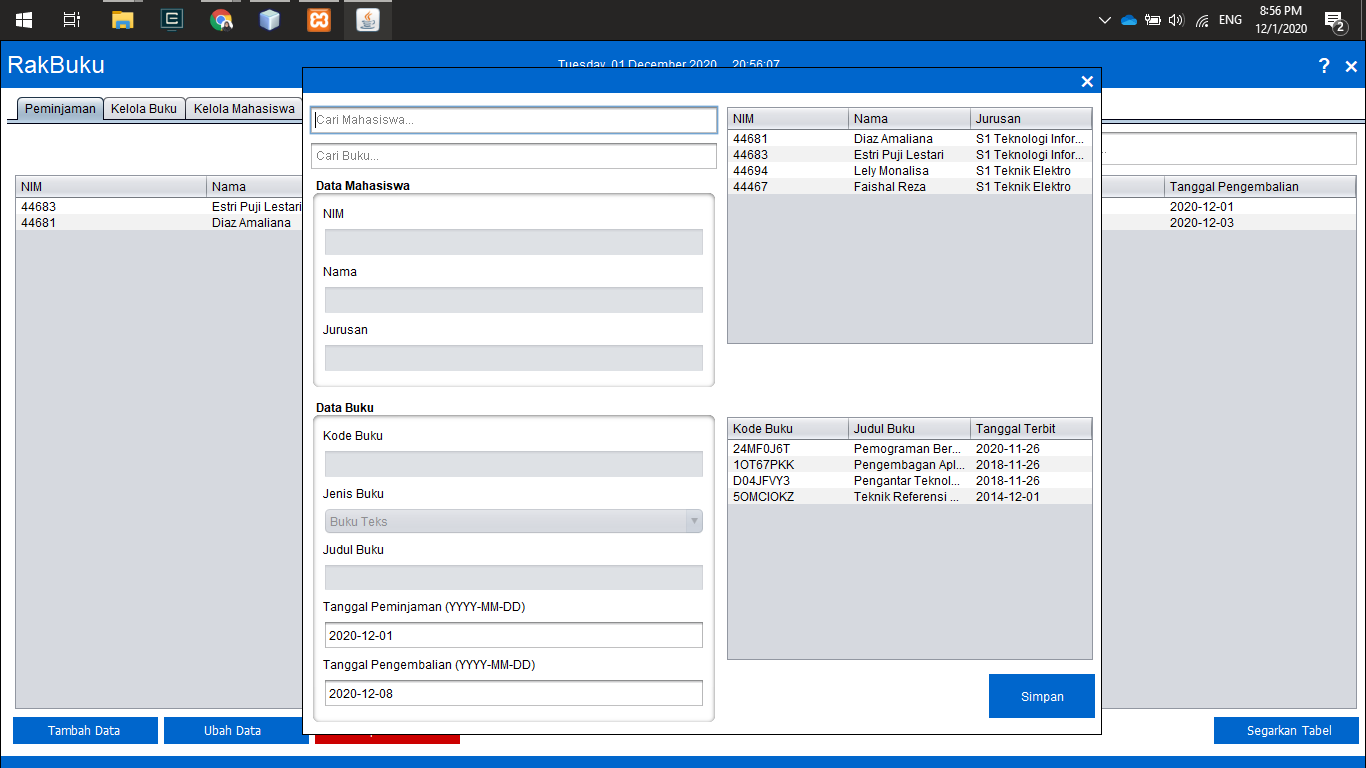 ENG
8:56 PM
12/1/2020
2
RakBuku
Tuesday, 01 December 2020 20:56:07
?
Peminjaman
Kelola Buku
Kelola Mahasiswa
NIM
Nama
44683
Estri Puji Lestari
44681
Diaz Amaliana
Cari Mahasiswa...
Cari Buku...
Data Mahasiswa
NIM
Nama
Jurusan
Data Buku
Kode Buku
Jenis Buku
Buku Teks
Judul Buku
Tanggal Peminjaman (YYYY-MM-DD)
2020-12-01
Tanggal Pengembalian (YYYY-MM-DD)
2020-12-08
NIM Nama Jurusan
44681 Diaz Amaliana S1 Teknologi Infor...
44683 Estri Puji Lestari S1 Teknologi Infor...
44694 Lely Monalisa S1 Teknik Elektro
44467 Faishal Reza S1 Teknik Elektro
Kode Buku Judul Buku Tanggal Terbit
24MF0J6T Pemograman Ber... 2020-11-26
1OT67PKK Pengembagan Apl... 2018-11-26
D04JFVY3 Pengantar Teknol... 2018-11-26
5OMCIOKZ Teknik Referensi ... 2014-12-01
Simpan
Tanggal Pengembalian
2020-12-01
2020-12-03
Tambah Data
Ubah Data
Segarkan Tabel